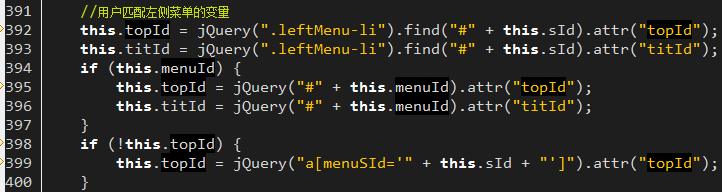 391 //用户匹配左侧菜单的变量
392 this.topId = jQuery(".leftMenu-li").find("#" + this.sId).attr("topId");
393 this.titId = jQuery(".leftMenu-li").find("#" + this.sId).attr("titId");
394 if (this.menuId) {
395 this.topId = jQuery("#" + this.menuId).attr("topId");
396 this.titId = jQuery("#" + this.menuId).attr("titId");
397 }
398 if (!this.topId) {
399 this.topId = jQuery("a[menuSId='" + this.sId + "']").attr("topId");
400 }